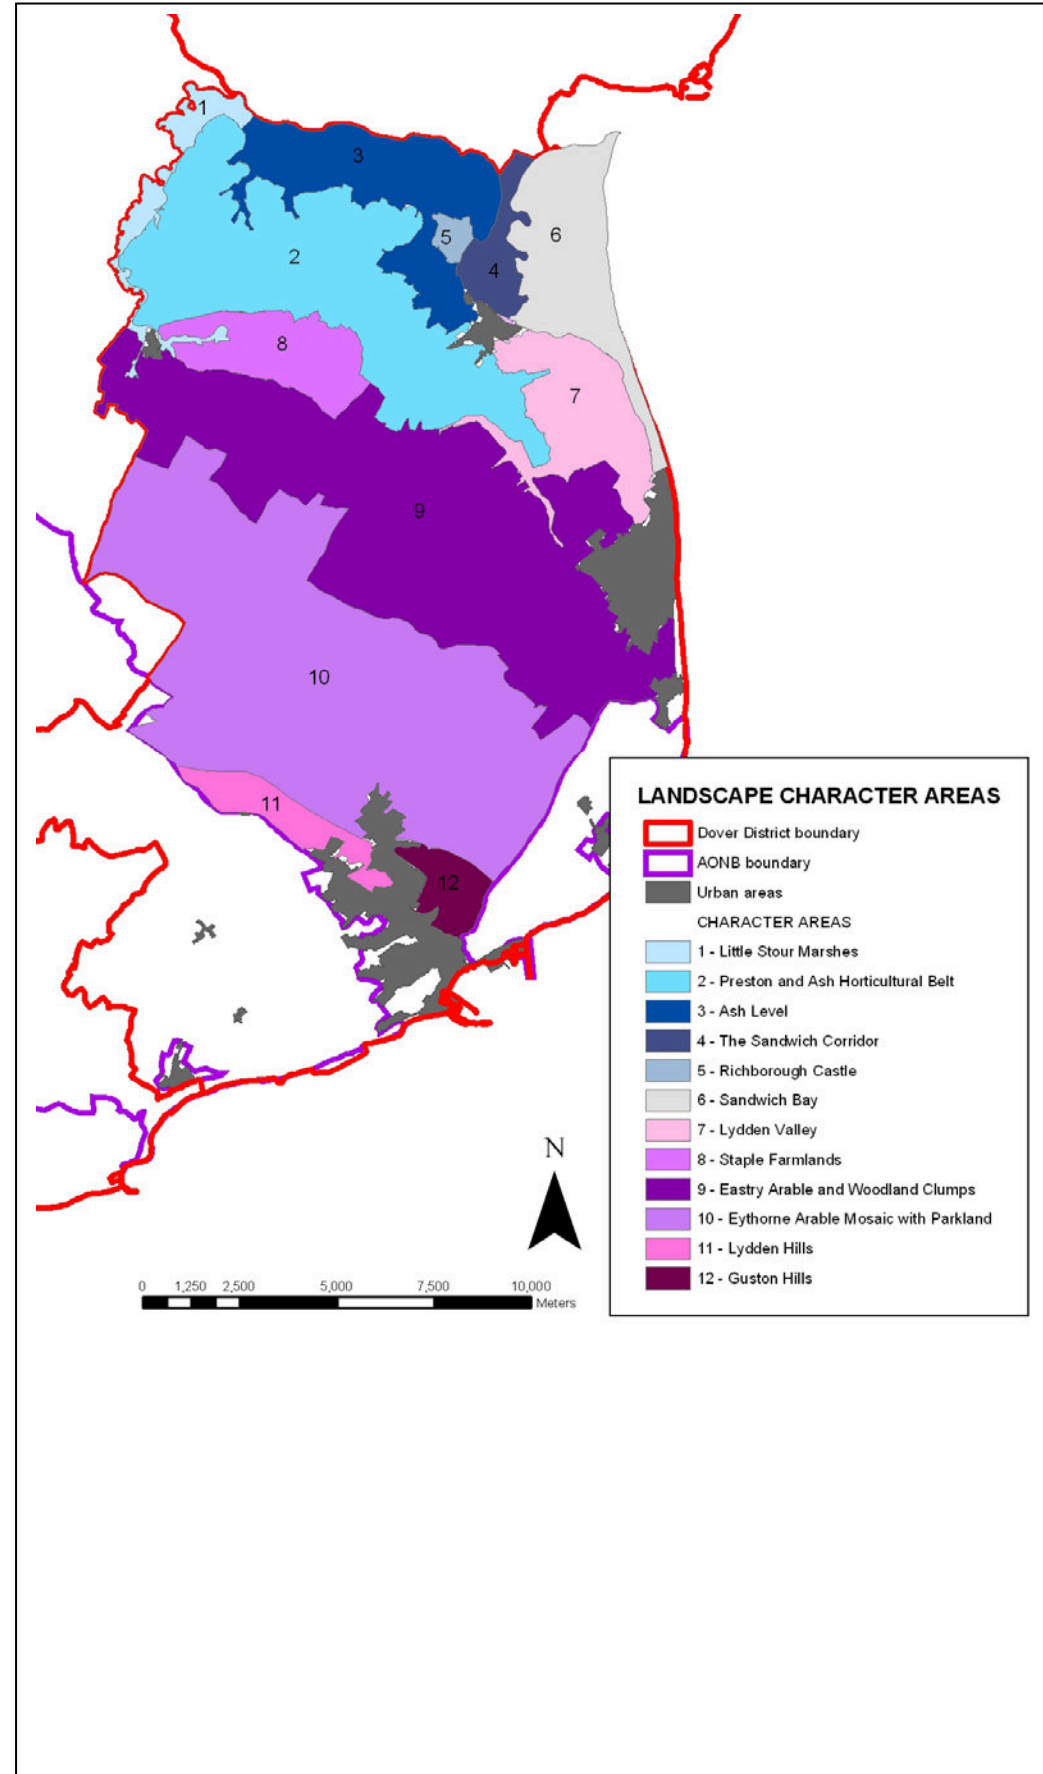 1
3
5
6
2
4
8
7
9
10
11
12
LANDSCAPE CHARACTER AREAS
Dover District boundary
AONB boundary
Urban areas
CHARACTER AREAS
1 - Little Stour Marshes
2 - Preston and Ash Horticultural Belt
3 - Ash Level
4 - The Sandwich Corridor
5 - Richborough Castle
6 - Sandwich Bay
7 - Lydden Valley
8 - Staple Farmlands
9 - Eastry Arable and Woodland Clumps
10 - Eythorne Arable Mosaic with Parkland
11 - Lydden Hills
12 - Guston Hills
N
0 1,250 2,500 5,000 7,500 10,000
Meters